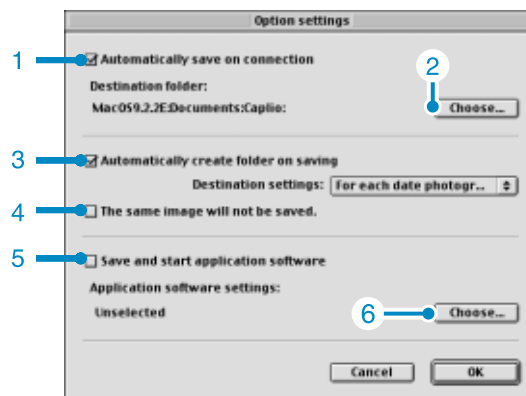 Option settings
1 Automatically save on connection
2
Destination folder:
MacOS9.2.2E:Documents:Caplio: Choose...
3 Automatically create folder on saving
Destination settings: For each date photogr...
4 The same image will not be saved.
5 Save and start application software
Application software settings:
Unselected 6 Choose...
Cancel OK